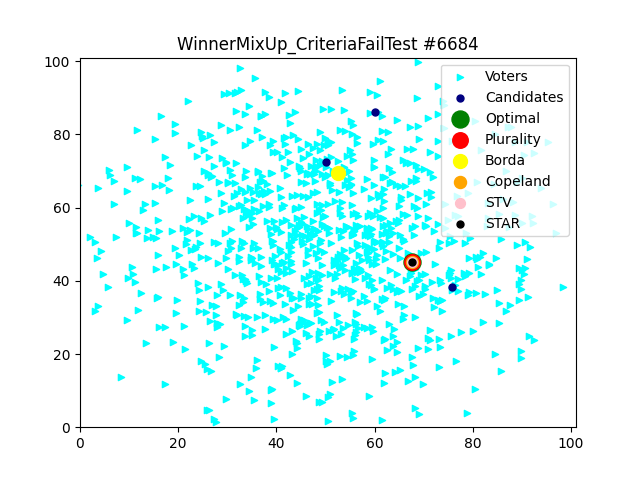 WinnerMixUp_CriteriaFailTest #6684
100
80
60
40
20
0
0
20
40
60
80
100
Voters
Candidates
Optimal
Plurality
Borda
Copeland
STV
STAR